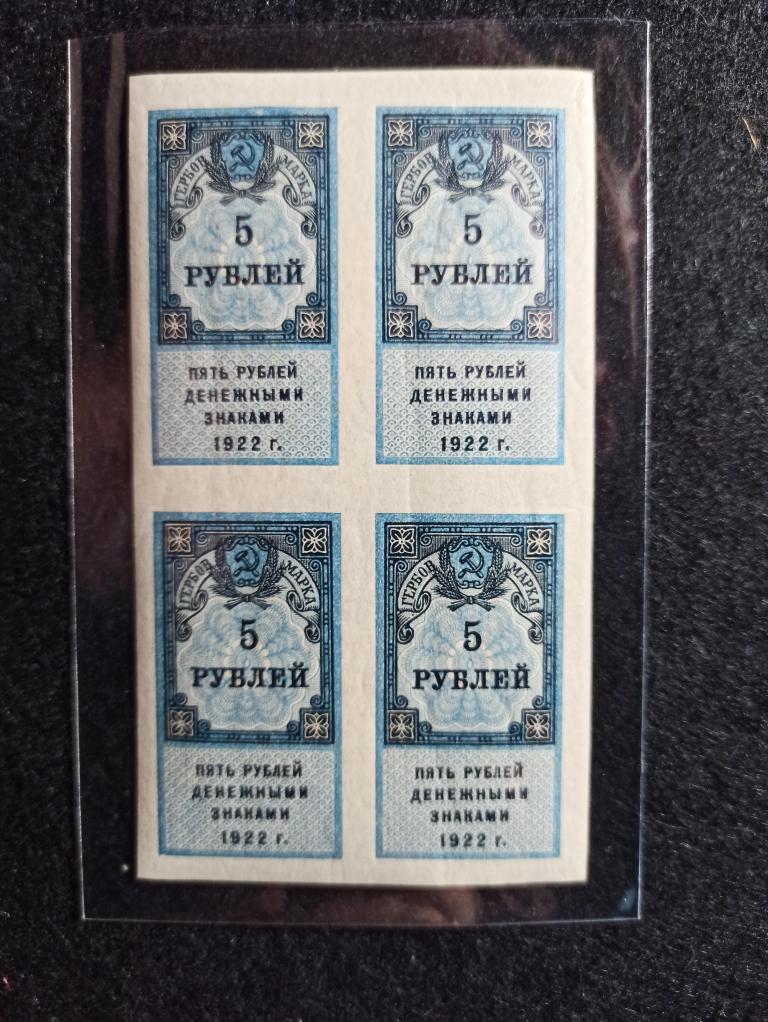 ГЕРБОВ МАРКА
5
РУБЛЕЙ
ПЯТЬ РУБЛЕЙ
ДЕНЕЖНЫМИ
ЗНАКАМИ
1922 г.
ГЕРБОВ МАРКА
5
РУБЛЕЙ
ПЯТЬ РУБЛЕЙ
ДЕНЕЖНЫМИ
ЗНАКАМИ
1922 г.
ГЕРБОВ МАРКА
5
РУБЛЕЙ
ПЯТЬ РУБЛЕЙ
ДЕНЕЖНЫМИ
ЗНАКАМИ
1922 г.
ГЕРБОВ МАРКА
5
РУБЛЕЙ
ПЯТЬ РУБЛЕЙ
ДЕНЕЖНЫМИ
ЗНАКАМИ
1922 г.